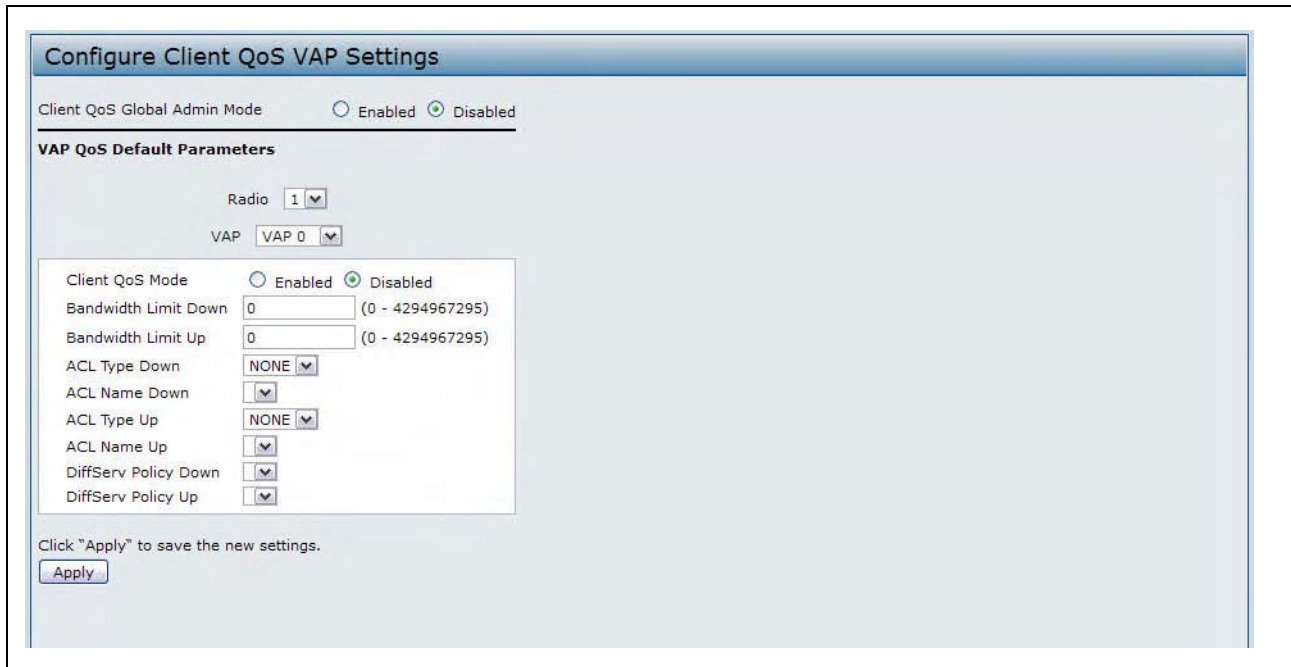 Configure Client QoS VAP Settings
Client QoS Global Admin Mode Enabled Disabled
VAP QoS Default Parameters
Radio 1
VAP VAP 0
Client QoS Mode Enabled Disabled
Bandwidth Limit Down 0 (0 - 4294967295)
Bandwidth Limit Up 0 (0 - 4294967295)
ACL Type Down NONE
ACL Name Down
ACL Type Up NONE
ACL Name Up
DiffServ Policy Down
DiffServ Policy Up
Click "Apply" to save the new settings.
Apply